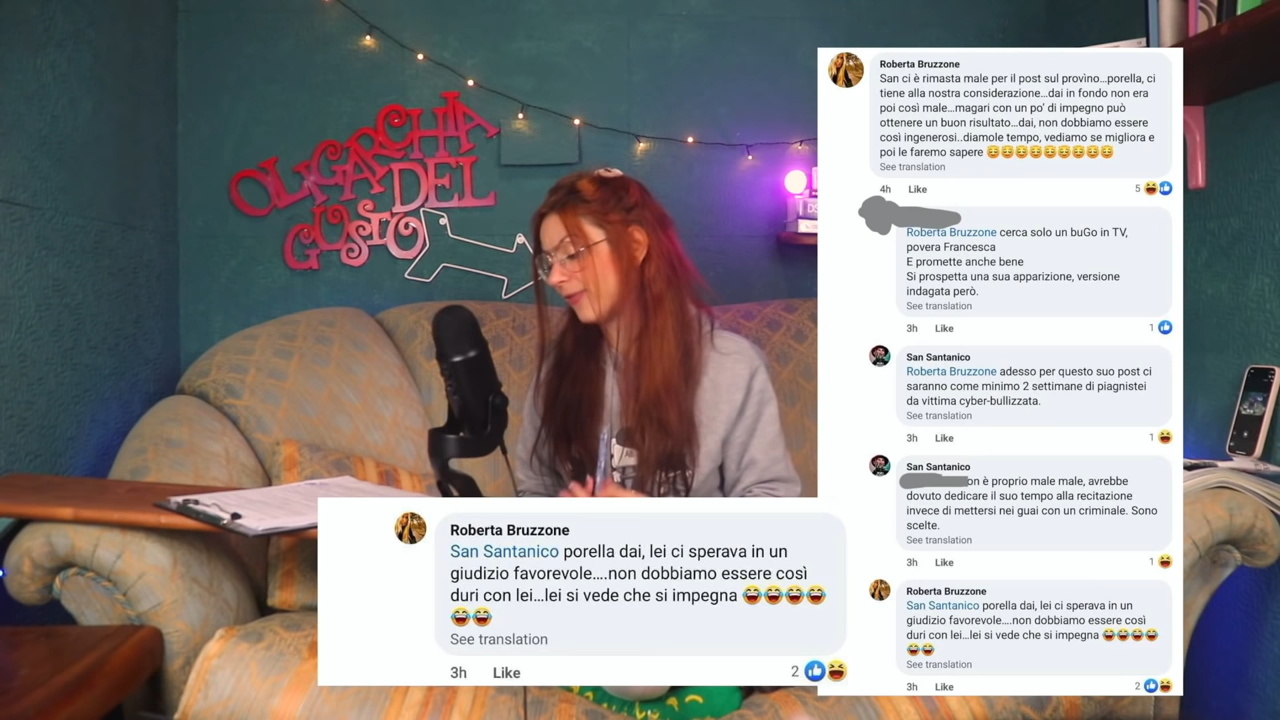 OLIGARCHIA
DEL
GUSTO
Roberta Bruzzone
San ci è rimasta male per il post sul provino...porella, ci
tiene alla nostra considerazione...dai in fondo non era
poi così male...magari con un po' di impegno può
ottenere un buon risultato...dai, non dobbiamo essere
così ingenerosi..diamole tempo, vediamo se migliora e
poi le faremo sapere 😌😌😌😌😌😌😌😌😌
See translation
4h Like 5
Roberta Bruzzone cerca solo un buGo in TV,
povera Francesca
E promette anche bene
Si prospetta una sua apparizione, versione
indagata però.
See translation
3h Like 1
San Santanico
Roberta Bruzzone adesso per questo suo post ci
saranno come minimo 2 settimane di piagnistei
da vittima cyber-bullizzata.
See translation
3h Like 1
San Santanico
on è proprio male male, avrebbe
dovuto dedicare il suo tempo alla recitazione
invece di mettersi nei guai con un criminale. Sono
scelte.
See translation
3h Like 1
Roberta Bruzzone
San Santanico porella dai, lei ci sperava in un
giudizio favorevole....non dobbiamo essere così
duri con lei...lei si vede che si impegna 😂😂😂😂
😂😂
See translation
3h Like 2
Roberta Bruzzone
San Santanico porella dai, lei ci sperava in un
giudizio favorevole....non dobbiamo essere così
duri con lei...lei si vede che si impegna 😂😂😂😂
😂😂
See translation
3h Like 2